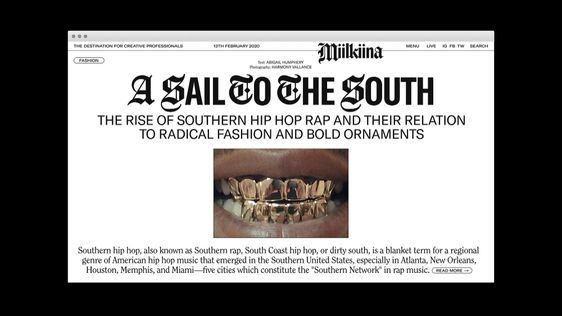 THE DESTINATION FOR CREATIVE PROFESSIONALS
13TH FEBRUARY 2020
Miilkiina
MENU LIVE IG FB TW SEARCH
FASHION
Text: ABIGAIL HUMPHERY
Photography: HARMONY VALLANCE
A SAIL TO THE SOUTH
THE RISE OF SOUTHERN HIP HOP RAP AND THEIR RELATION
TO RADICAL FASHION AND BOLD ORNAMENTS
Southern hip hop, also known as Southern rap, South Coast hip hop, or dirty south, is a blanket term for a regional
genre of American hip hop music that emerged in the Southern United States, especially in Atlanta, New Orleans,
Houston, Memphis, and Miami—five cities which constitute the "Southern Network" in rap music. READ MORE →